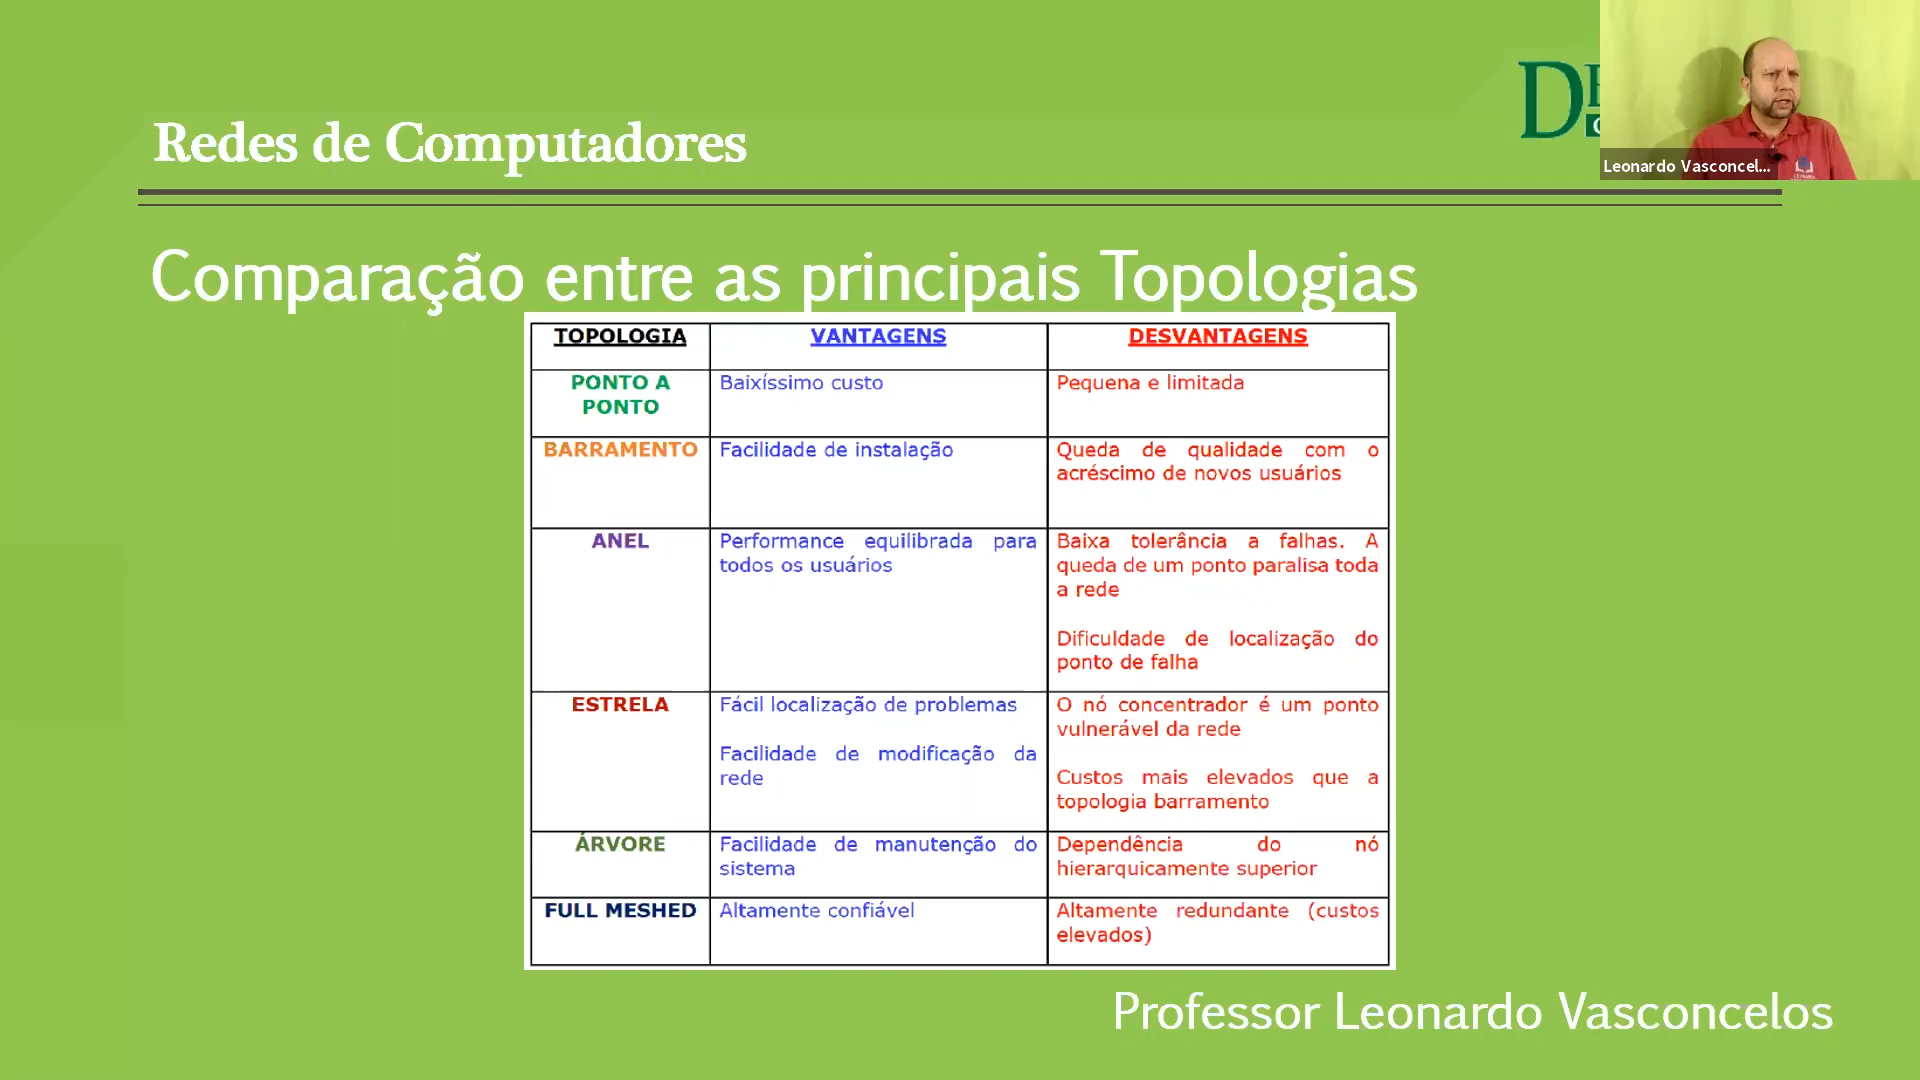 Redes de Computadores
Leonardo Vasconcel...
Comparação entre as principais Topologias
TOPOLOGIA VANTAGENS DESVANTAGENS
PONTO A PONTO
Baixíssimo custo
Pequena e limitada
BARRAMENTO
Facilidade de instalação
Queda de qualidade com o
acréscimo de novos usuários
ANEL
Performance equilibrada para
todos os usuários
Baixa tolerância a falhas. A
queda de um ponto paralisa toda
a rede
Dificuldade de localização do
ponto de falha
ESTRELA
Fácil localização de problemas
Facilidade de modificação da
rede
O nó concentrador é um ponto
vulnerável da rede
Custos mais elevados que a
topologia barramento
ÁRVORE
Facilidade de manutenção do
sistema
Dependência do nó
hierarquicamente superior
FULL MESHED
Altamente confiável
Altamente redundante (custos
elevados)
Professor Leonardo Vasconcelos